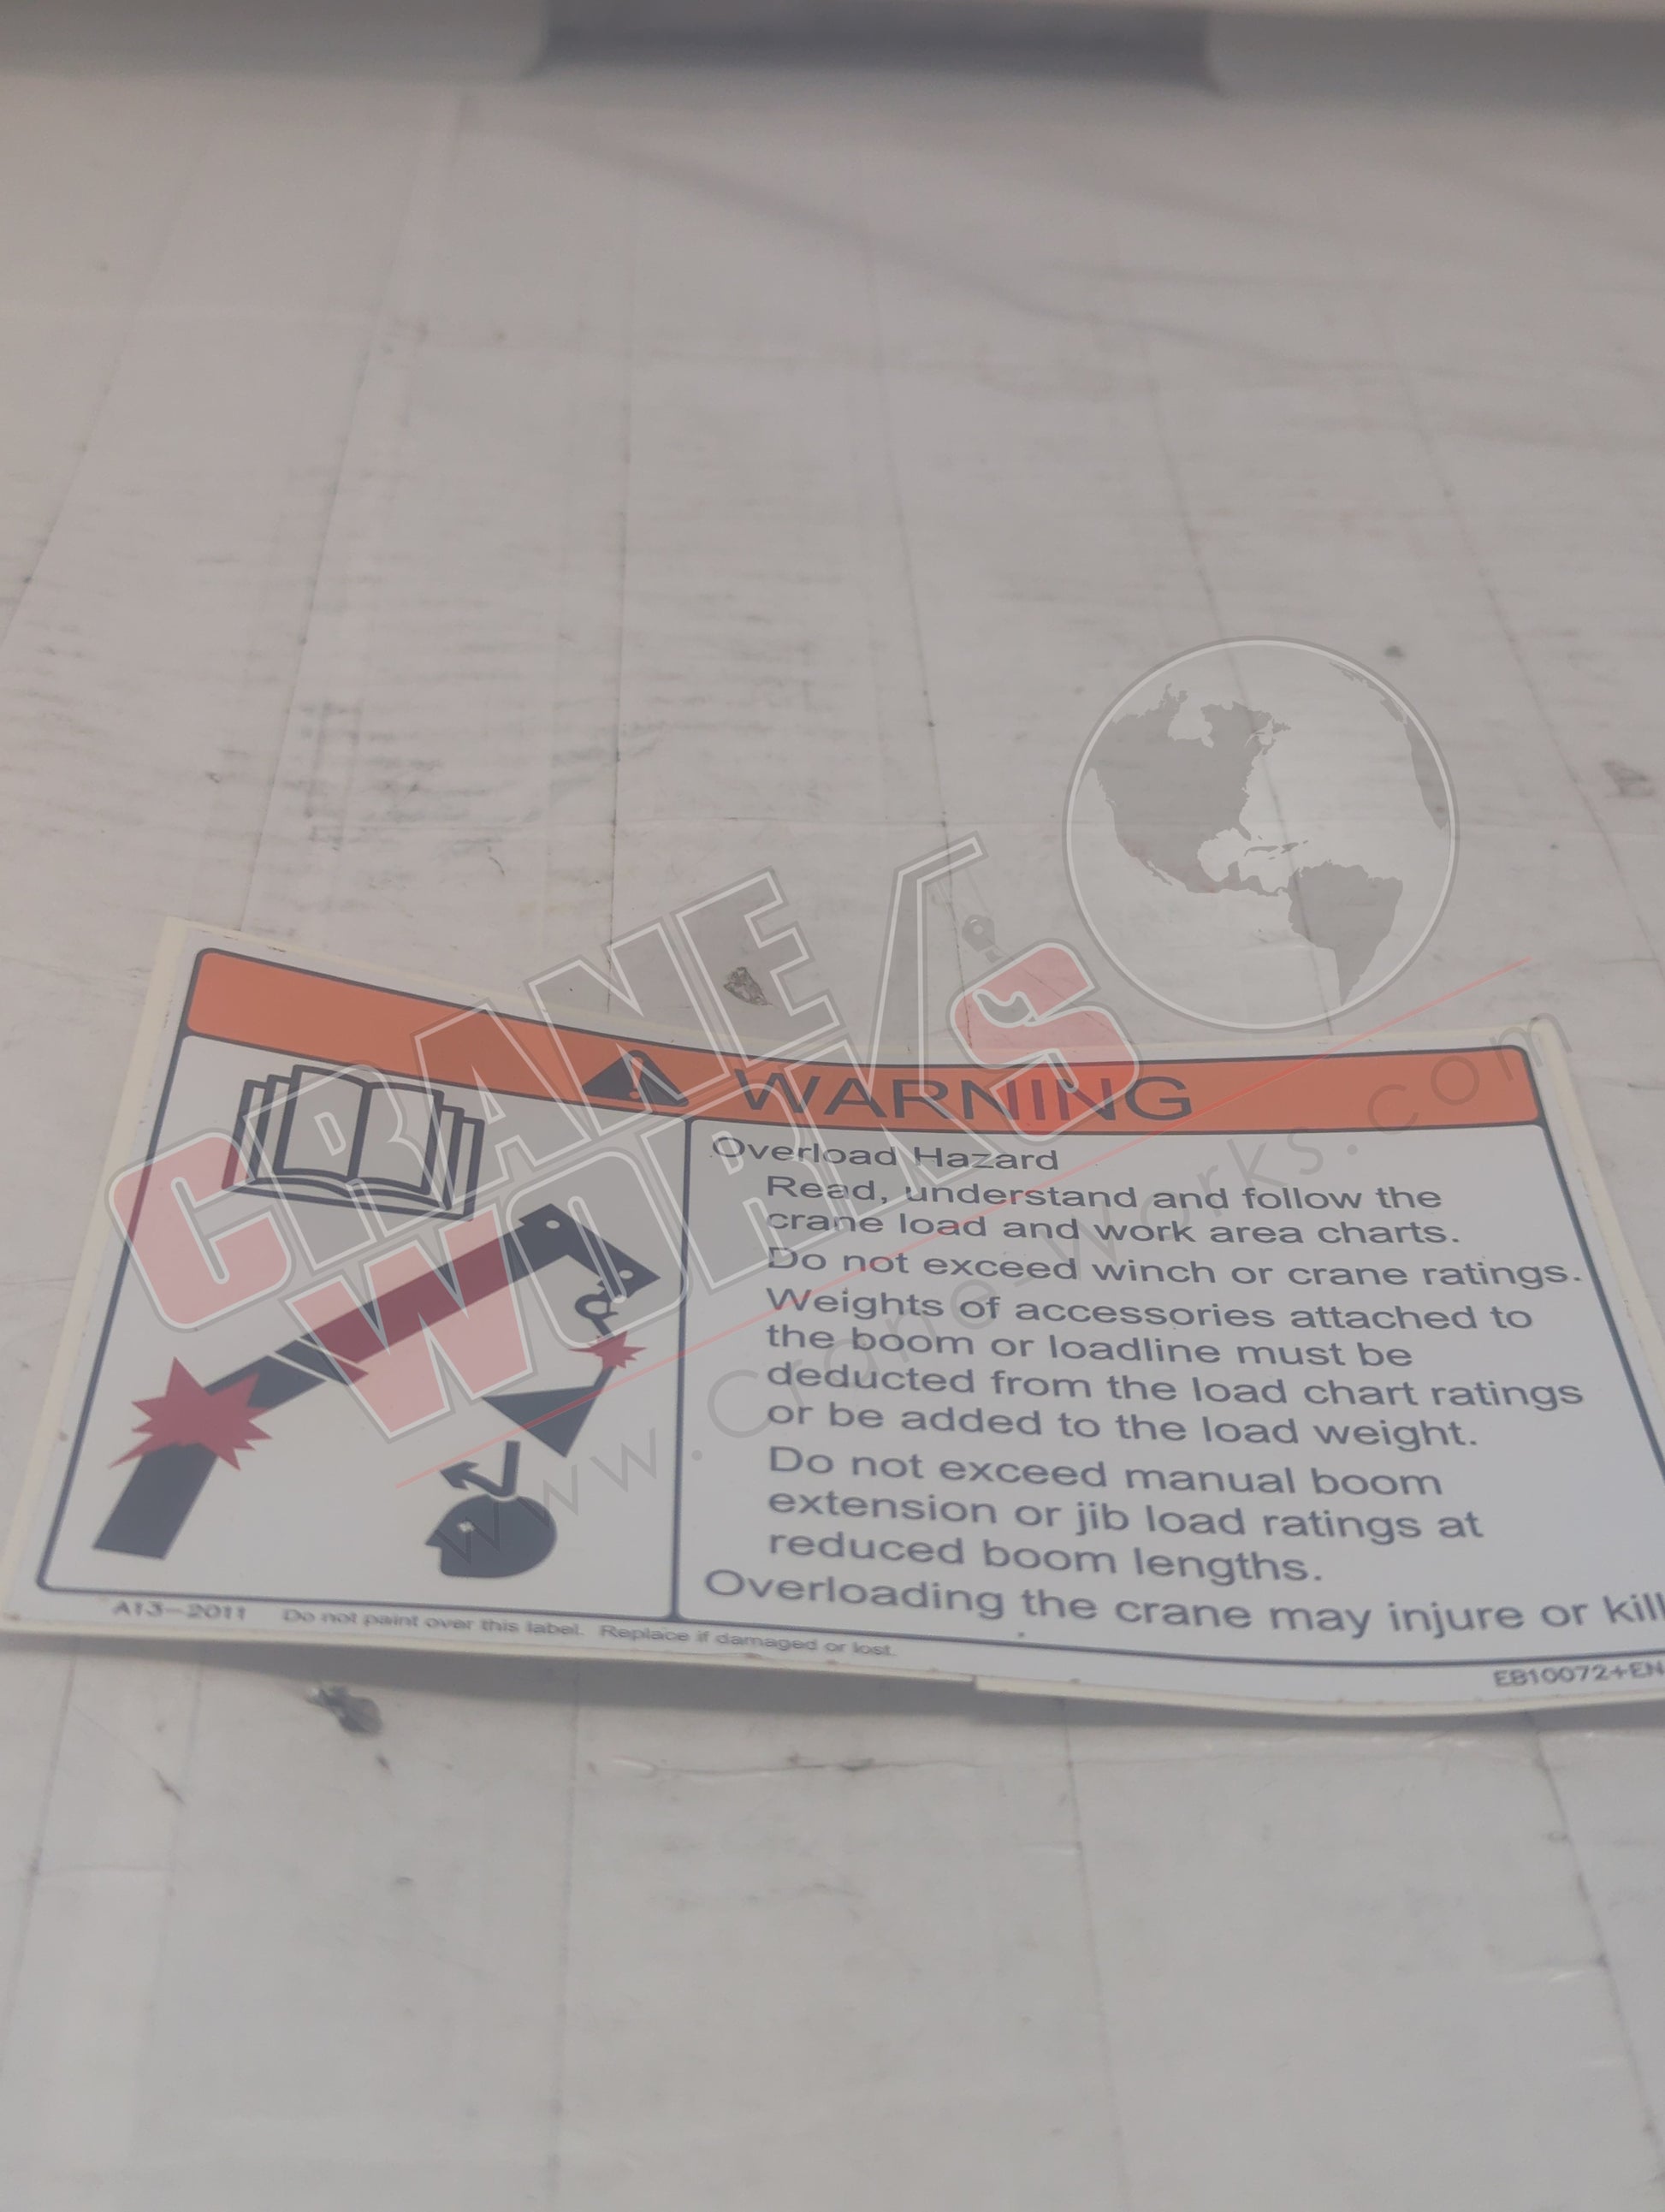 WARNING
Overload Hazard
Read, understand and follow the
crane load and work area charts.
Do not exceed winch or crane ratings.
Weights of accessories attached to
the boom or loadline must be
deducted from the load chart ratings
or be added to the load weight.
Do not exceed manual boom
extension or jib load ratings at
reduced boom lengths.
Overloading the crane may injure or kill
A13-2011 Do not paint over this label. Replace if damaged or lost.
E810072+EN
CRANE
WORKS
www.Crane-Works.com